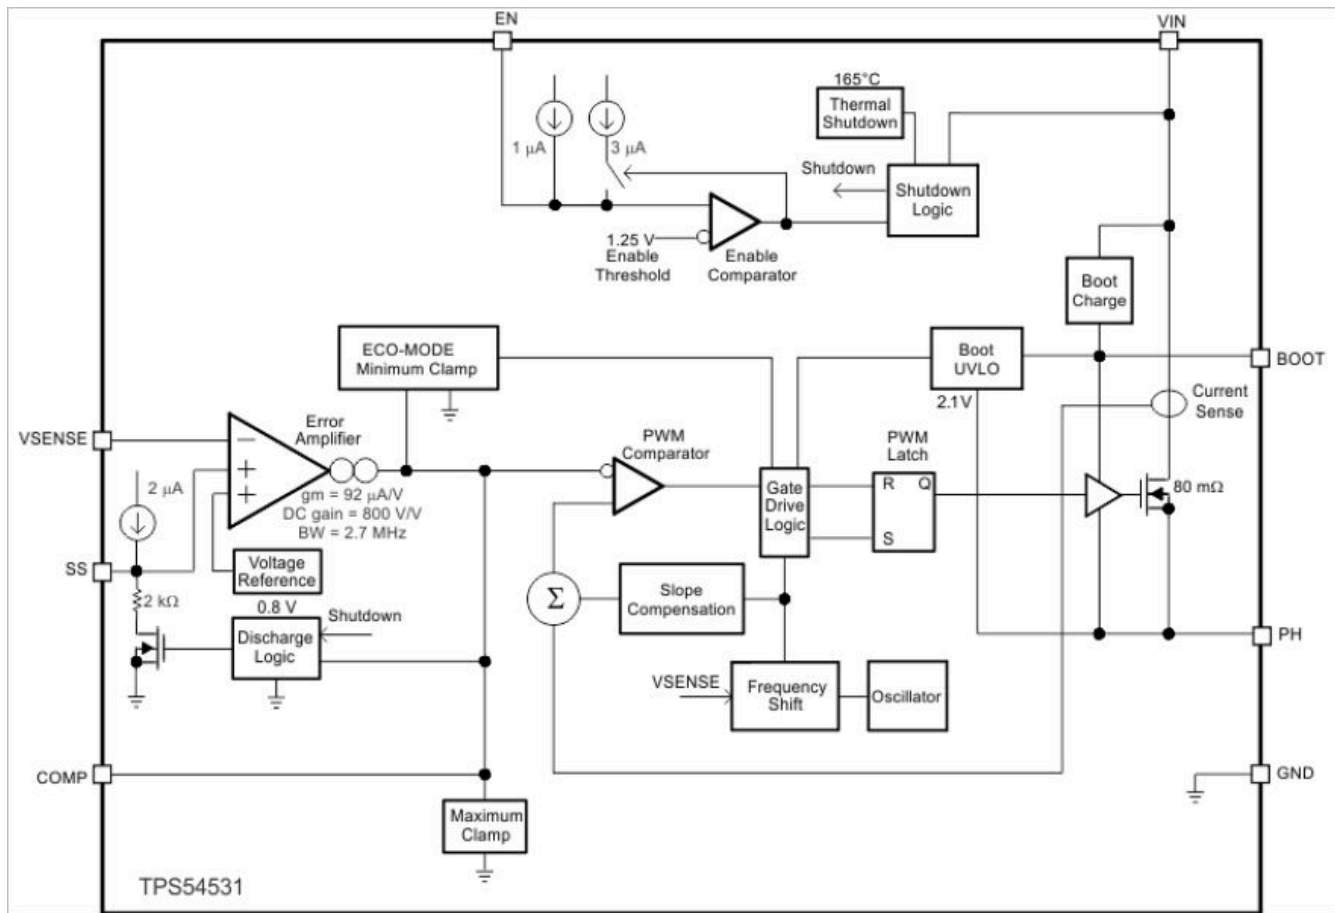 EN
VIN
165°C
Thermal
Shutdown
1 μA
3 μA
Shutdown
Shutdown
Logic
1.25 V
Enable
Threshold
Enable
Comparator
Boot
Charge
ECO-MODE
Minimum Clamp
Boot
UVLO
2.1V
BOOT
Current
Sense
VSENSE
Error
Amplifier
PWM
Comparator
PWM
Latch
2 μA
gm = 92 μA/V
DC gain = 800 V/V
BW = 2.7 MHz
Gate
Drive
Logic
R
Q
S
80 mΩ
SS
Voltage
Reference
2 kΩ
0.8 V
Shutdown
Discharge
Logic
Σ
Slope
Compensation
PH
VSENSE
Frequency
Shift
Oscillator
COMP
GND
Maximum
Clamp
TPS54531